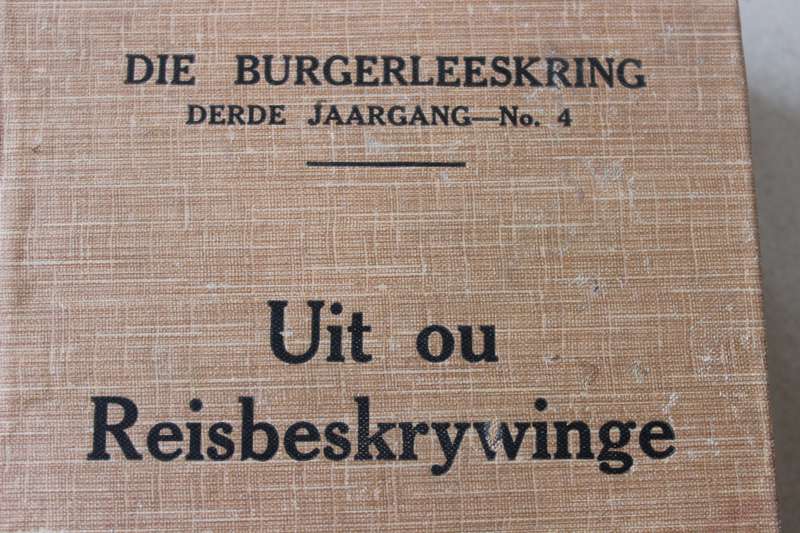 DIE BURGERLEESKRING
DERDE JAARGANG—No. 4
Uit ou
Reisbeskrywinge